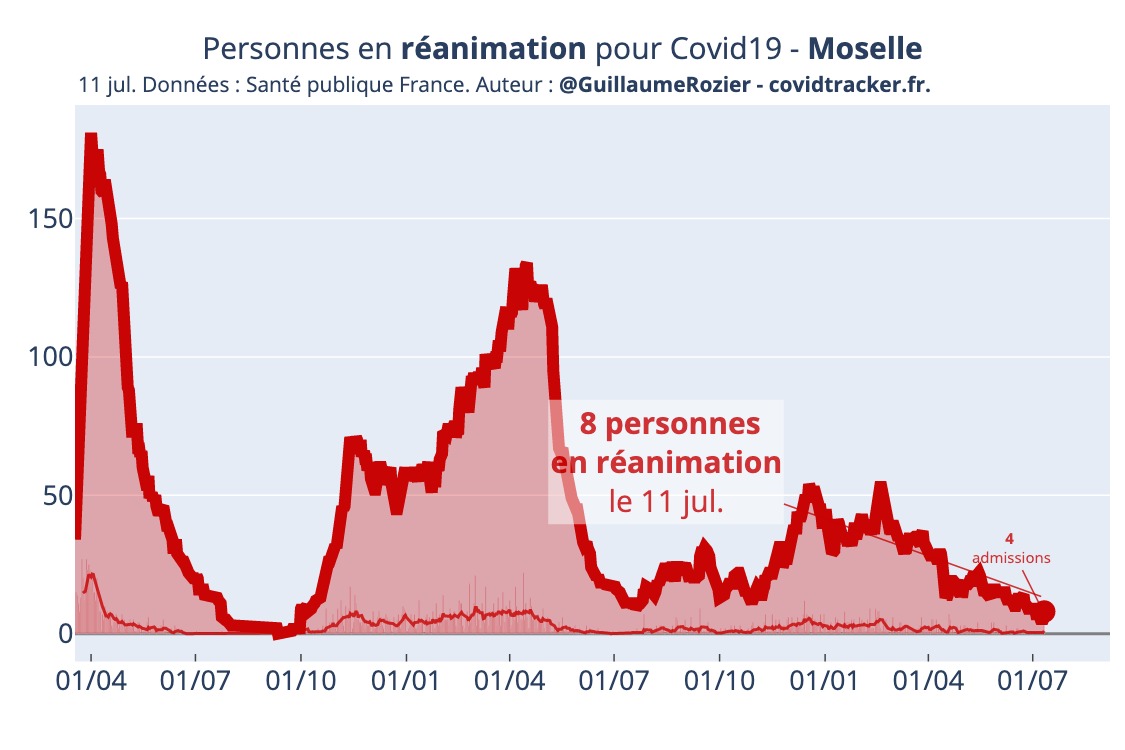 Personnes en réanimation pour Covid19 - Moselle
11 jul. Données : Santé publique France. Auteur : @GuillaumeRozier - covidtracker.fr.
150
100
50
0
8 personnes
en réanimation
le 11 jul.
4
admissions
01/04 01/07 01/10 01/01 01/04 01/07 01/10 01/01 01/04 01/07